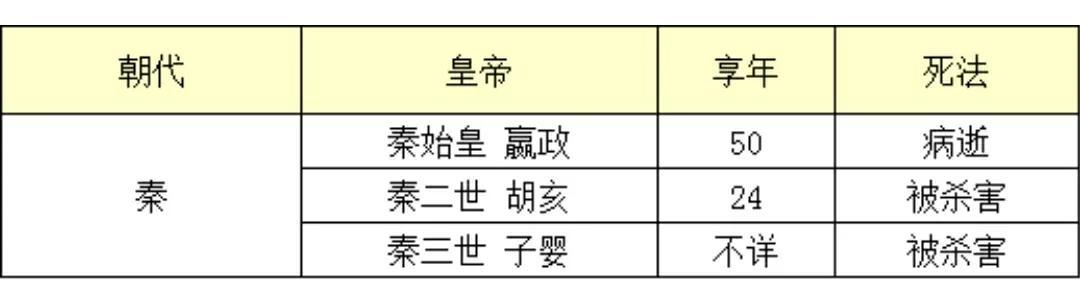 朝代 皇帝 享年 死法
秦 秦始皇 嬴政 50 病逝
秦二世 胡亥 24 被杀害
秦三世 子婴 不详 被杀害